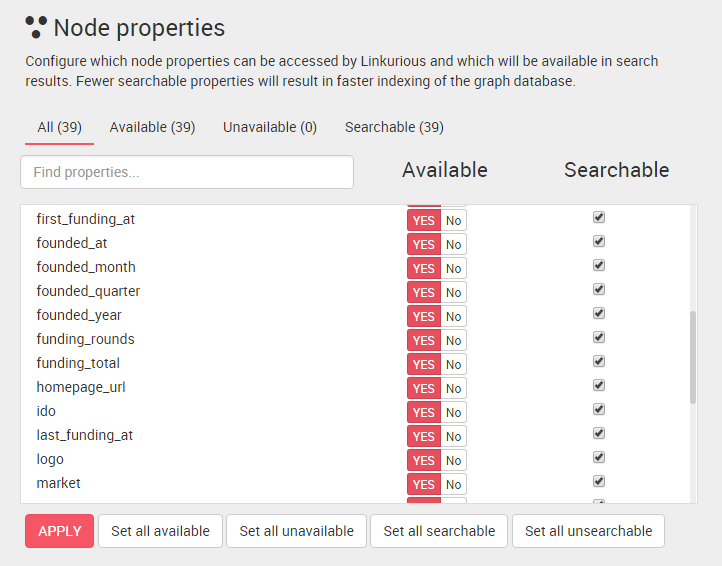 Node properties
Configure which node properties can be accessed by Linkurious and which will be available in search
results. Fewer searchable properties will result in faster indexing of the graph database.
All (39) Available (39) Unavailable (0) Searchable (39)
Find properties... Available Searchable
first_funding_at YES No
founded_at YES No
founded_month YES No
founded_quarter YES No
founded_year YES No
funding_rounds YES No
funding_total YES No
homepage_url YES No
ido YES No
last_funding_at YES No
logo YES No
market YES No
APPLY Set all available Set all unavailable Set all searchable Set all unsearchable